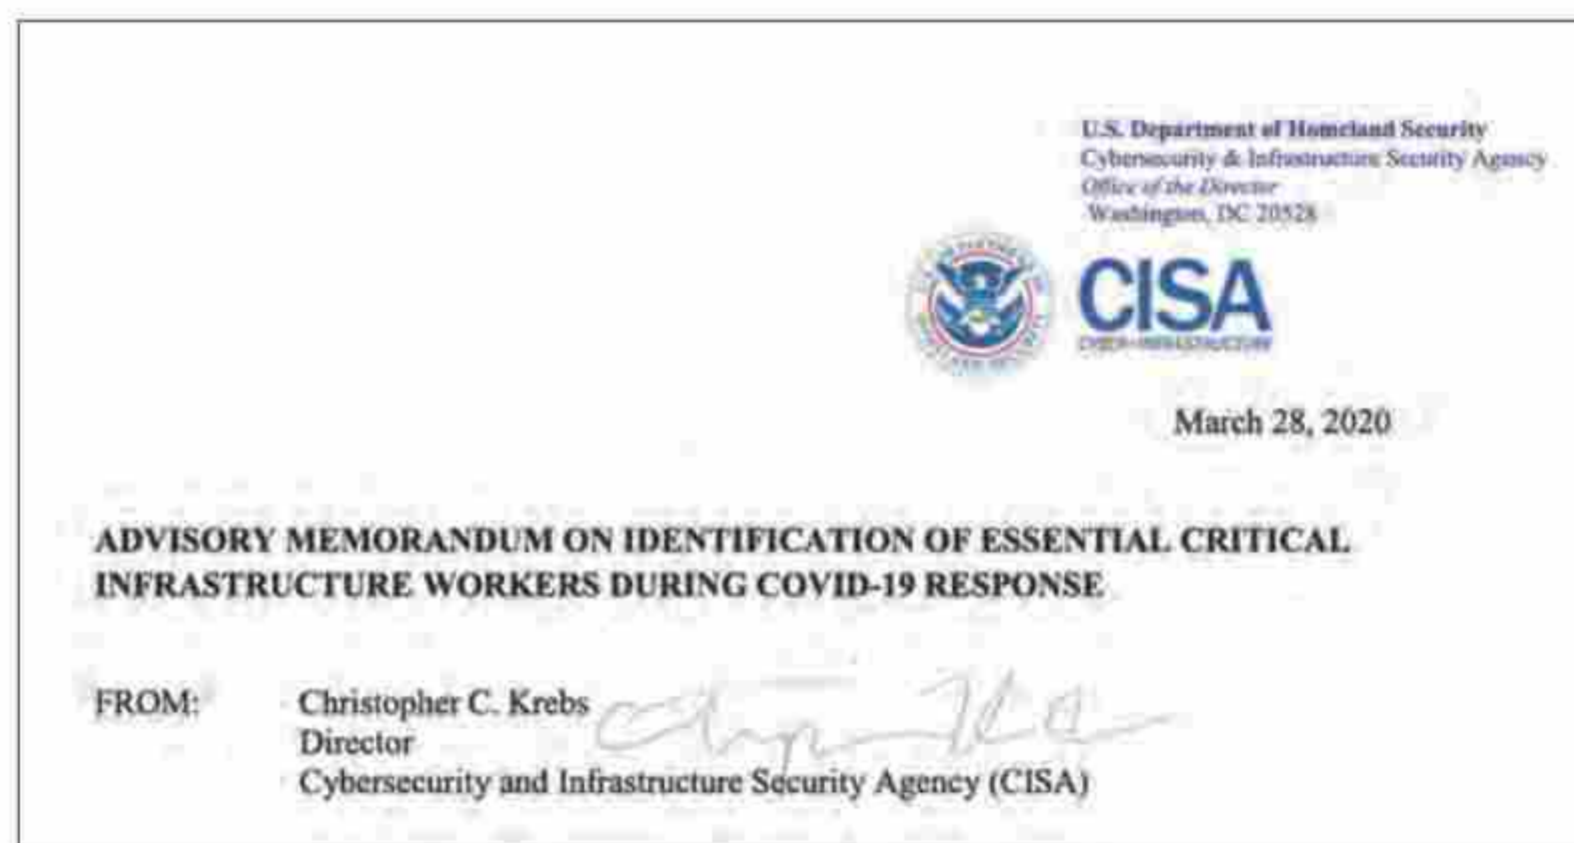 U.S. Department of Homeland Security
Cybersecurity & Infrastructure Security Agency
Office of the Director
Washington, DC 20528
CISA
CYBER+INFRASTRUCTURE
March 28, 2020
ADVISORY MEMORANDUM ON IDENTIFICATION OF ESSENTIAL CRITICAL
INFRASTRUCTURE WORKERS DURING COVID-19 RESPONSE
FROM: Christopher C. Krebs
Director
Cybersecurity and Infrastructure Security Agency (CISA)